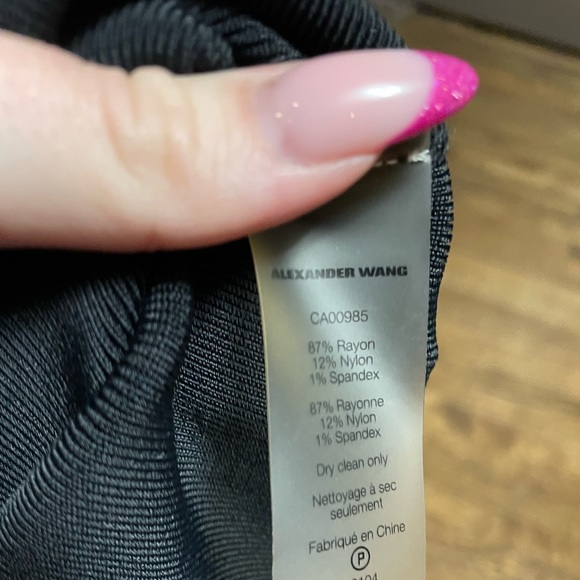 ALEXANDER WANG
CA00985
87% Rayon
12% Nylon
1% Spandex
87% Rayonne
12% Nylon
1% Spandex
Dry clean only
Nettoyage à sec
seulement
Fabriqué en Chine
P